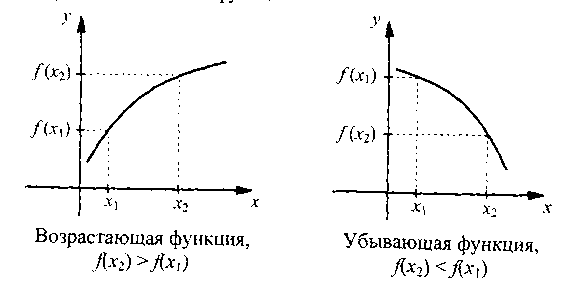 y
f(x₂)
f(x₁)
x₁ x₂ x
Возрастающая функция,
f(x₂) > f(x₁)
y
f(x₁)
f(x₂)
x₁ x₂ x
Убывающая функция,
f(x₂) < f(x₁)